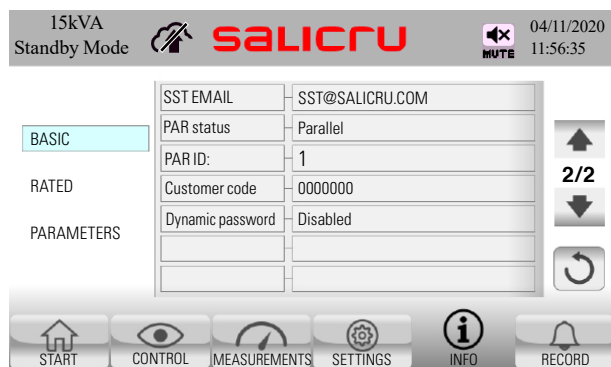 15kVA
Standby Mode
salicru
MUTE
04/11/2020
11:56:35
BASIC
RATED
PARAMETERS
SST EMAIL SST@SALICRU.COM
PAR status Parallel
PAR ID: 1
Customer code 0000000
Dynamic password Disabled
2/2
START CONTROL MEASUREMENTS SETTINGS INFO RECORD